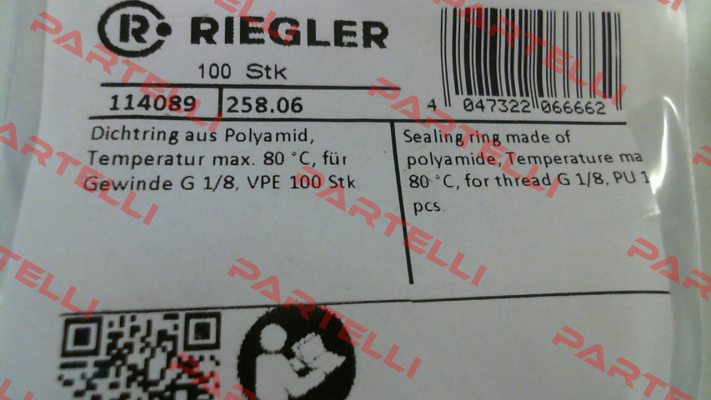 R RIEGLER
100 Stk
114089 258.06
4 047322 066662
Dichtring aus Polyamid,
Temperatur max. 80 °C, für
Gewinde G 1/8, VPE 100 Stk
Sealing ring made of
polyamide, Temperature ma
80 °C, for thread G 1/8, PU 1
pcs.
PARTELLI
PARTELLI
PARTELLI
PARTELLI
PARTELLI
PARTELLI
PARTELLI